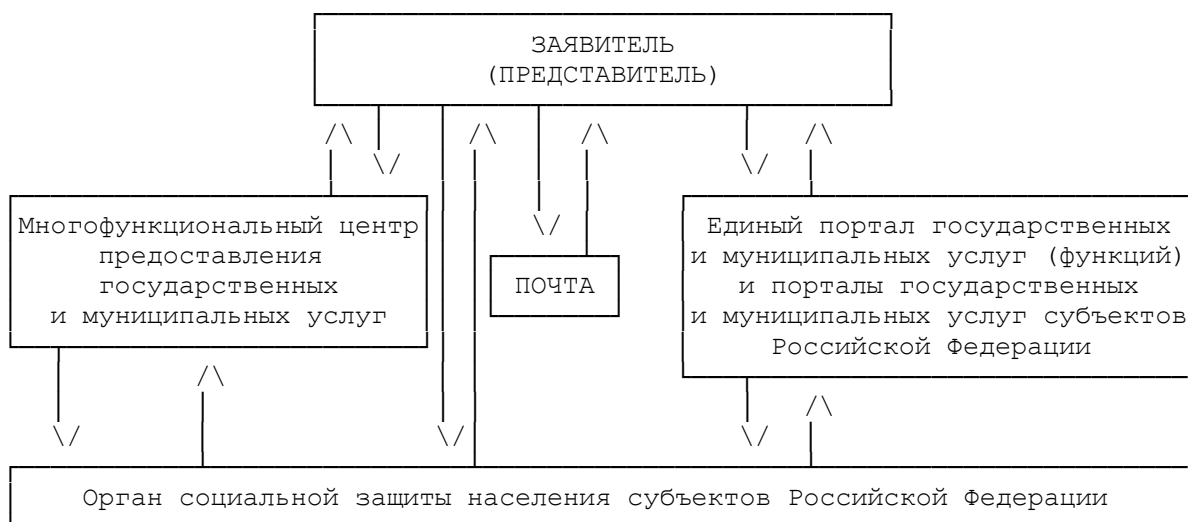 ЗАЯВИТЕЛЬ
(ПРЕДСТАВИТЕЛЬ)
Многофункциональный центр
предоставления
государственных
и муниципальных услуг
ПОЧТА
Единый портал государственных
и муниципальных услуг (функций)
и порталы государственных
и муниципальных услуг субъектов
Российской Федерации
Орган социальной защиты населения субъектов Российской Федерации